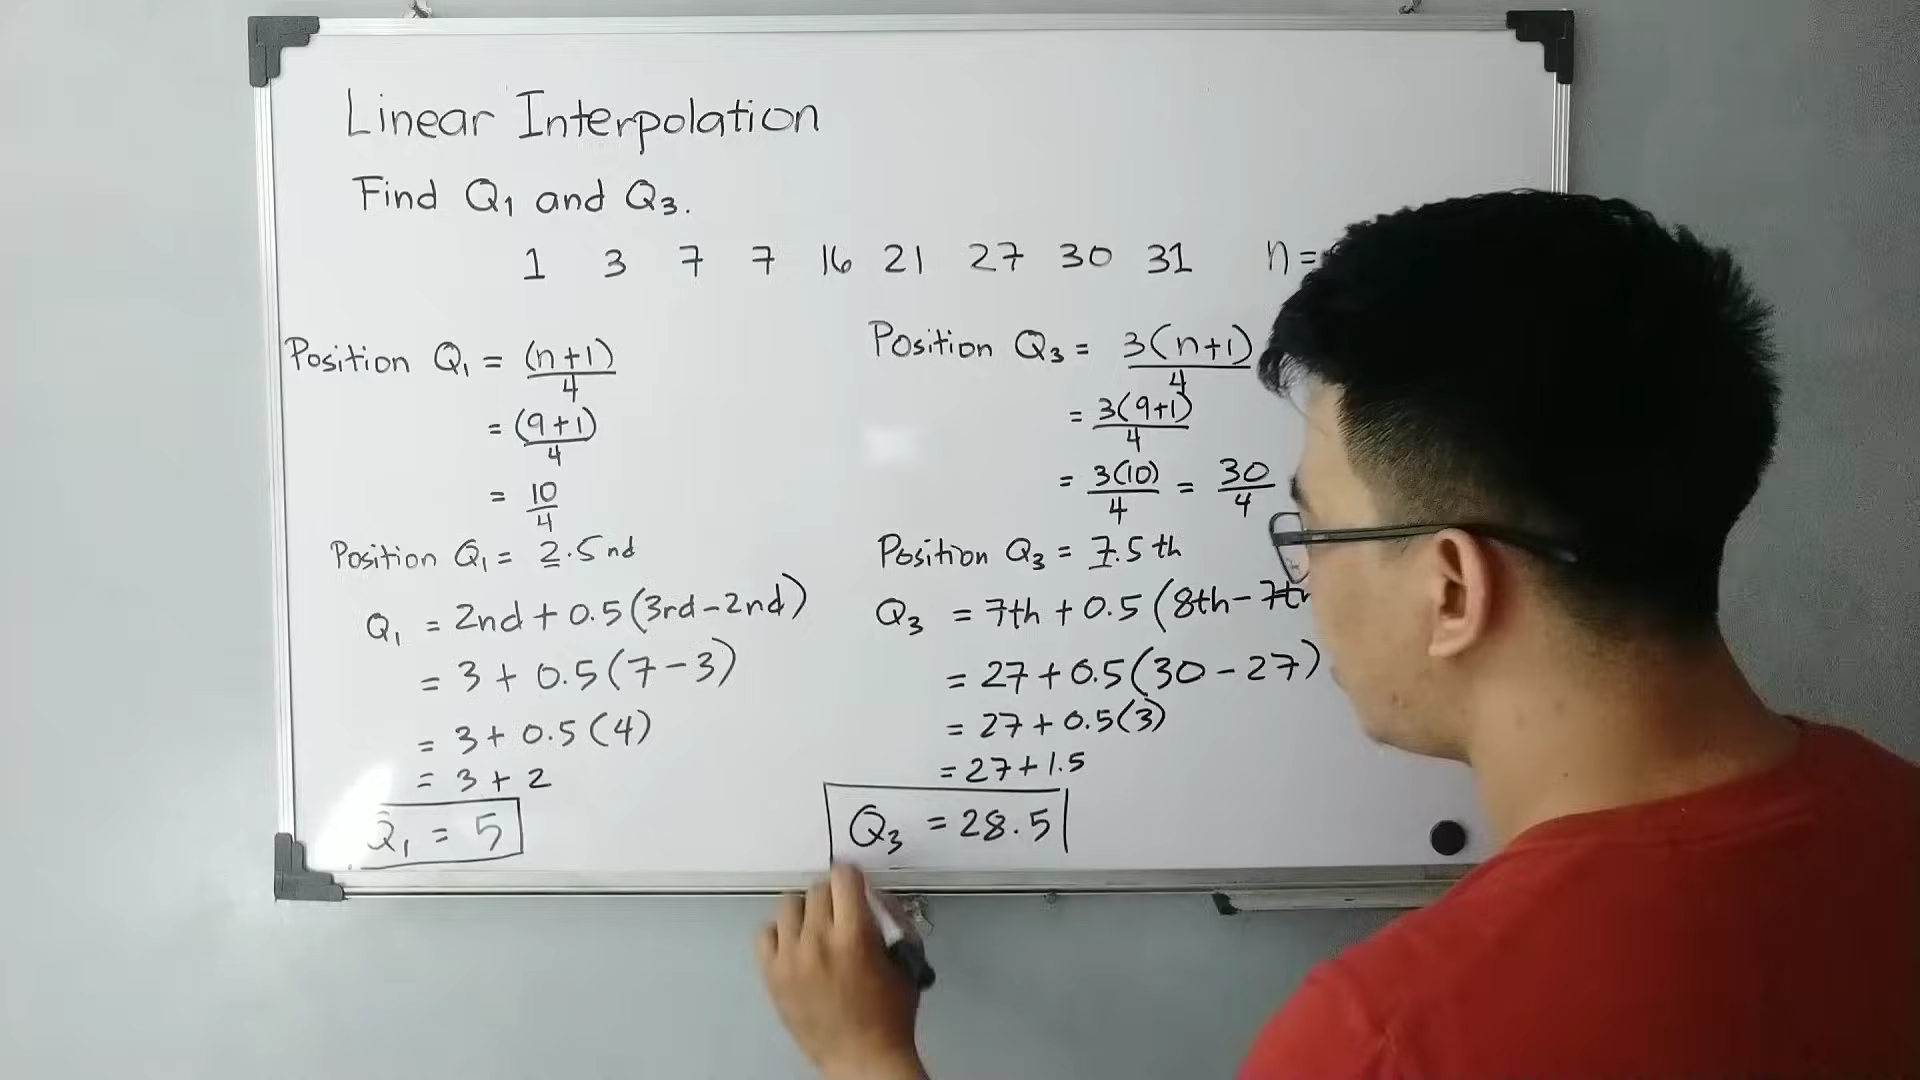 Linear Interpolation
Find Q₁ and Q₃.
1 3 7 7 16 21 27 30 31 n=
Position Q₁ = (n+1)/4
= (9+1)/4
= 10/4
Position Q₁ = 2.5nd
Q₁ = 2nd + 0.5(3rd-2nd)
= 3 + 0.5(7-3)
= 3 + 0.5(4)
= 3 + 2
Q₁ = 5
Position Q₃ = 3(n+1)/4
= 3(9+1)/4
= 3(10)/4 = 30/4
Position Q₃ = 7.5th
Q₃ = 7th + 0.5(8th-7th
= 27 + 0.5(30-27)
= 27 + 0.5(3)
= 27 + 1.5
Q₃ = 28.5